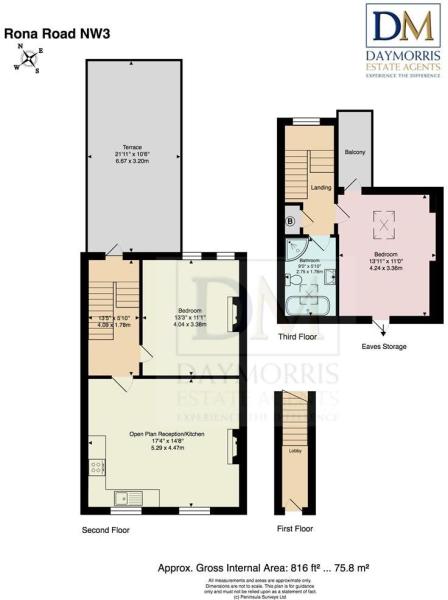 Rona Road NW3
N
E
W
S
DM
DAYMORRIS
ESTATE AGENTS
EXPERIENCE THE DIFFERENCE
Terrace
21'11" x 10'6"
6.67 x 3.20m
Balcony
Landing
B
Bathroom
9'0" x 5'10"
2.75 x 1.78m
Bedroom
13'11" x 11'0"
4.24 x 3.36m
Third Floor
Eaves Storage
13'5" x 5'10"
4.09 x 1.78m
Bedroom
13'3" x 11'1"
4.04 x 3.38m
DM
DAYMORRIS
ESTATE AGENTS
EXPERIENCE THE DIFFERENCE
Open Plan Reception/Kitchen
17'4" x 14'8"
5.29 x 4.47m
Lobby
Second Floor
First Floor
Approx. Gross Internal Area: 816 ft² ... 75.8 m²
All measurements and areas are approximate only.
Dimensions are not to scale. This plan is for guidance
only and must not be relied upon as a statement of fact.
(c) Peninsula Surveys Ltd